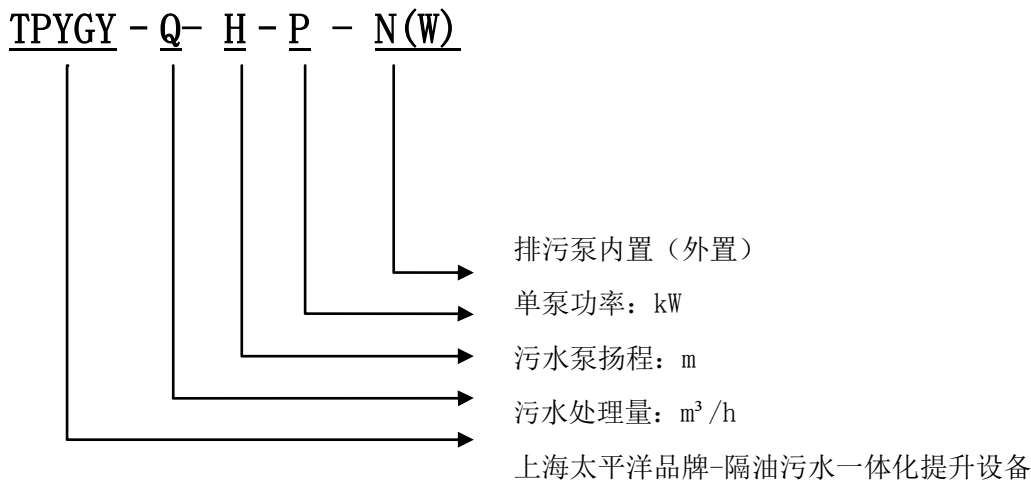 TPYGY - Q- H - P - N(W)
排污泵内置（外置）
单泵功率：kW
污水泵扬程：m
污水处理量：m³/h
上海太平洋品牌-隔油污水一体化提升设备